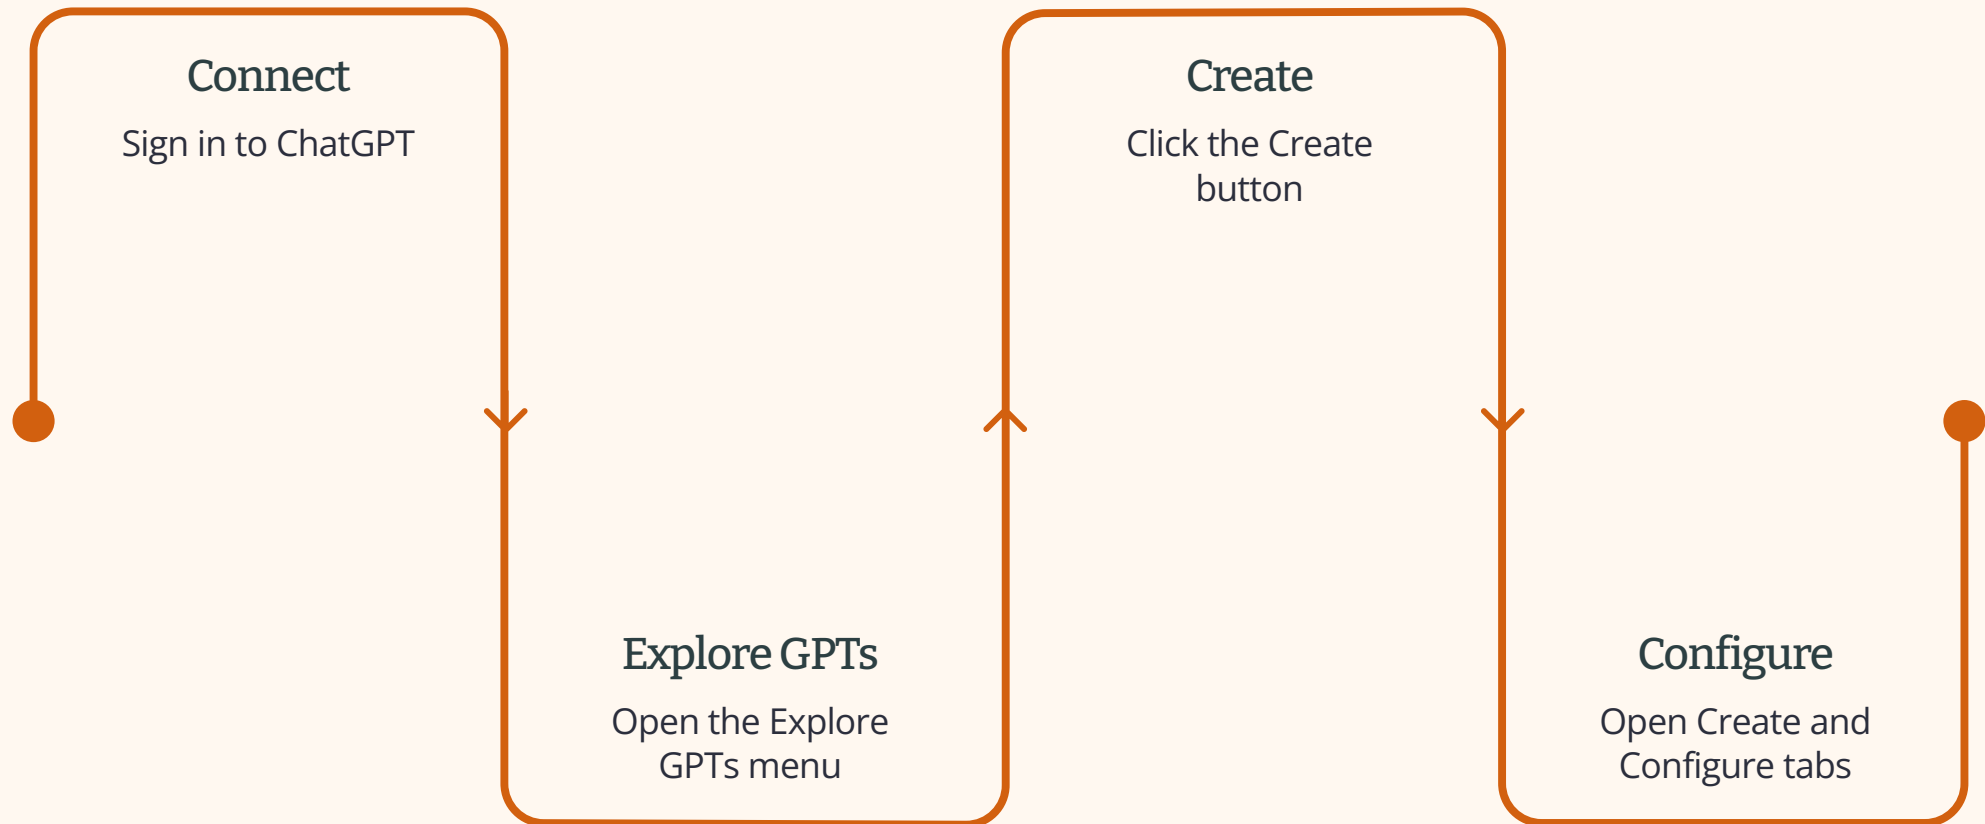 Connect
Sign in to ChatGPT
Explore GPTs
Open the Explore
GPTs menu
Create
Click the Create
button
Configure
Open Create and
Configure tabs